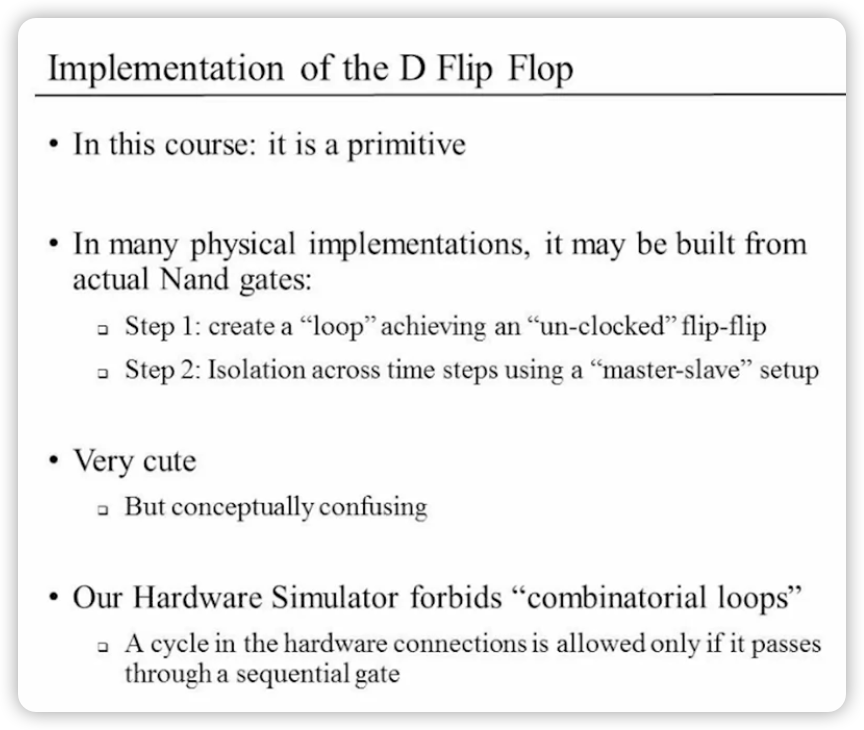 Implementation of the D Flip Flop
• In this course: it is a primitive
• In many physical implementations, it may be built from
actual Nand gates:
❑ Step 1: create a “loop” achieving an “un-clocked” flip-flip
❑ Step 2: Isolation across time steps using a “master-slave” setup
• Very cute
❑ But conceptually confusing
• Our Hardware Simulator forbids “combinatorial loops”
❑ A cycle in the hardware connections is allowed only if it passes
through a sequential gate